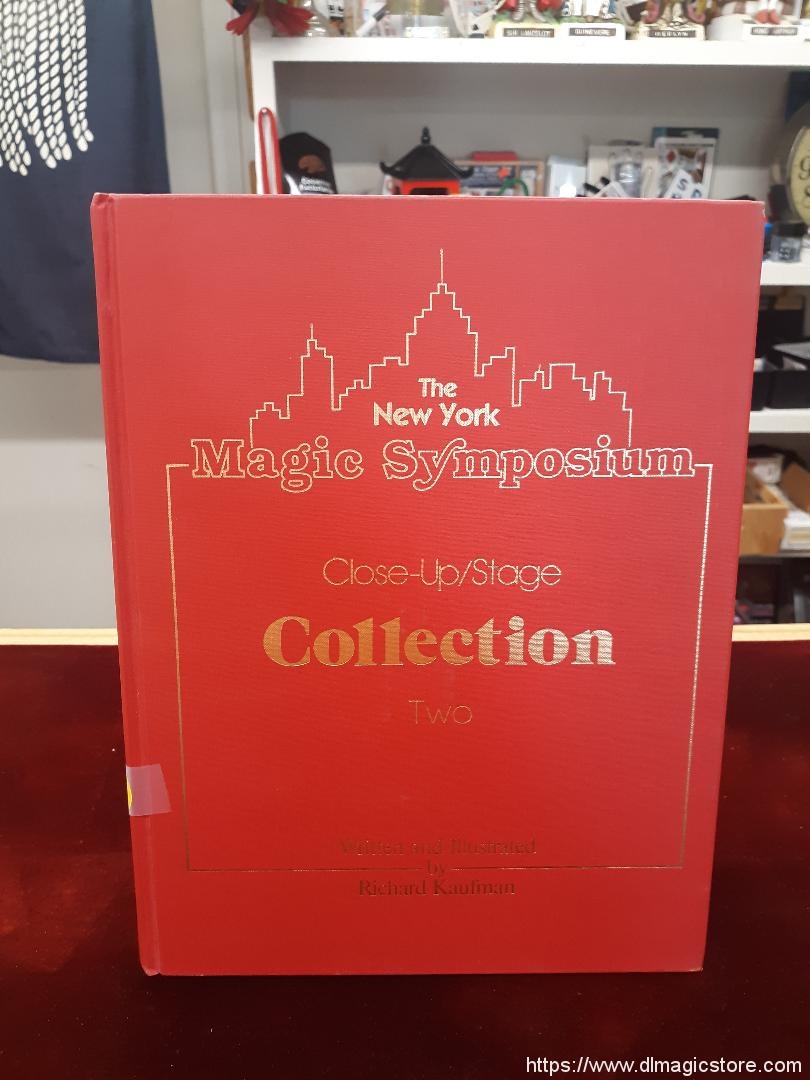 The
New York
Magic Symposium
Close-Up/Stage
Collection
Two
Written and Illustrated
by
Richard Kaufman
https://www.dlmagicstore.com